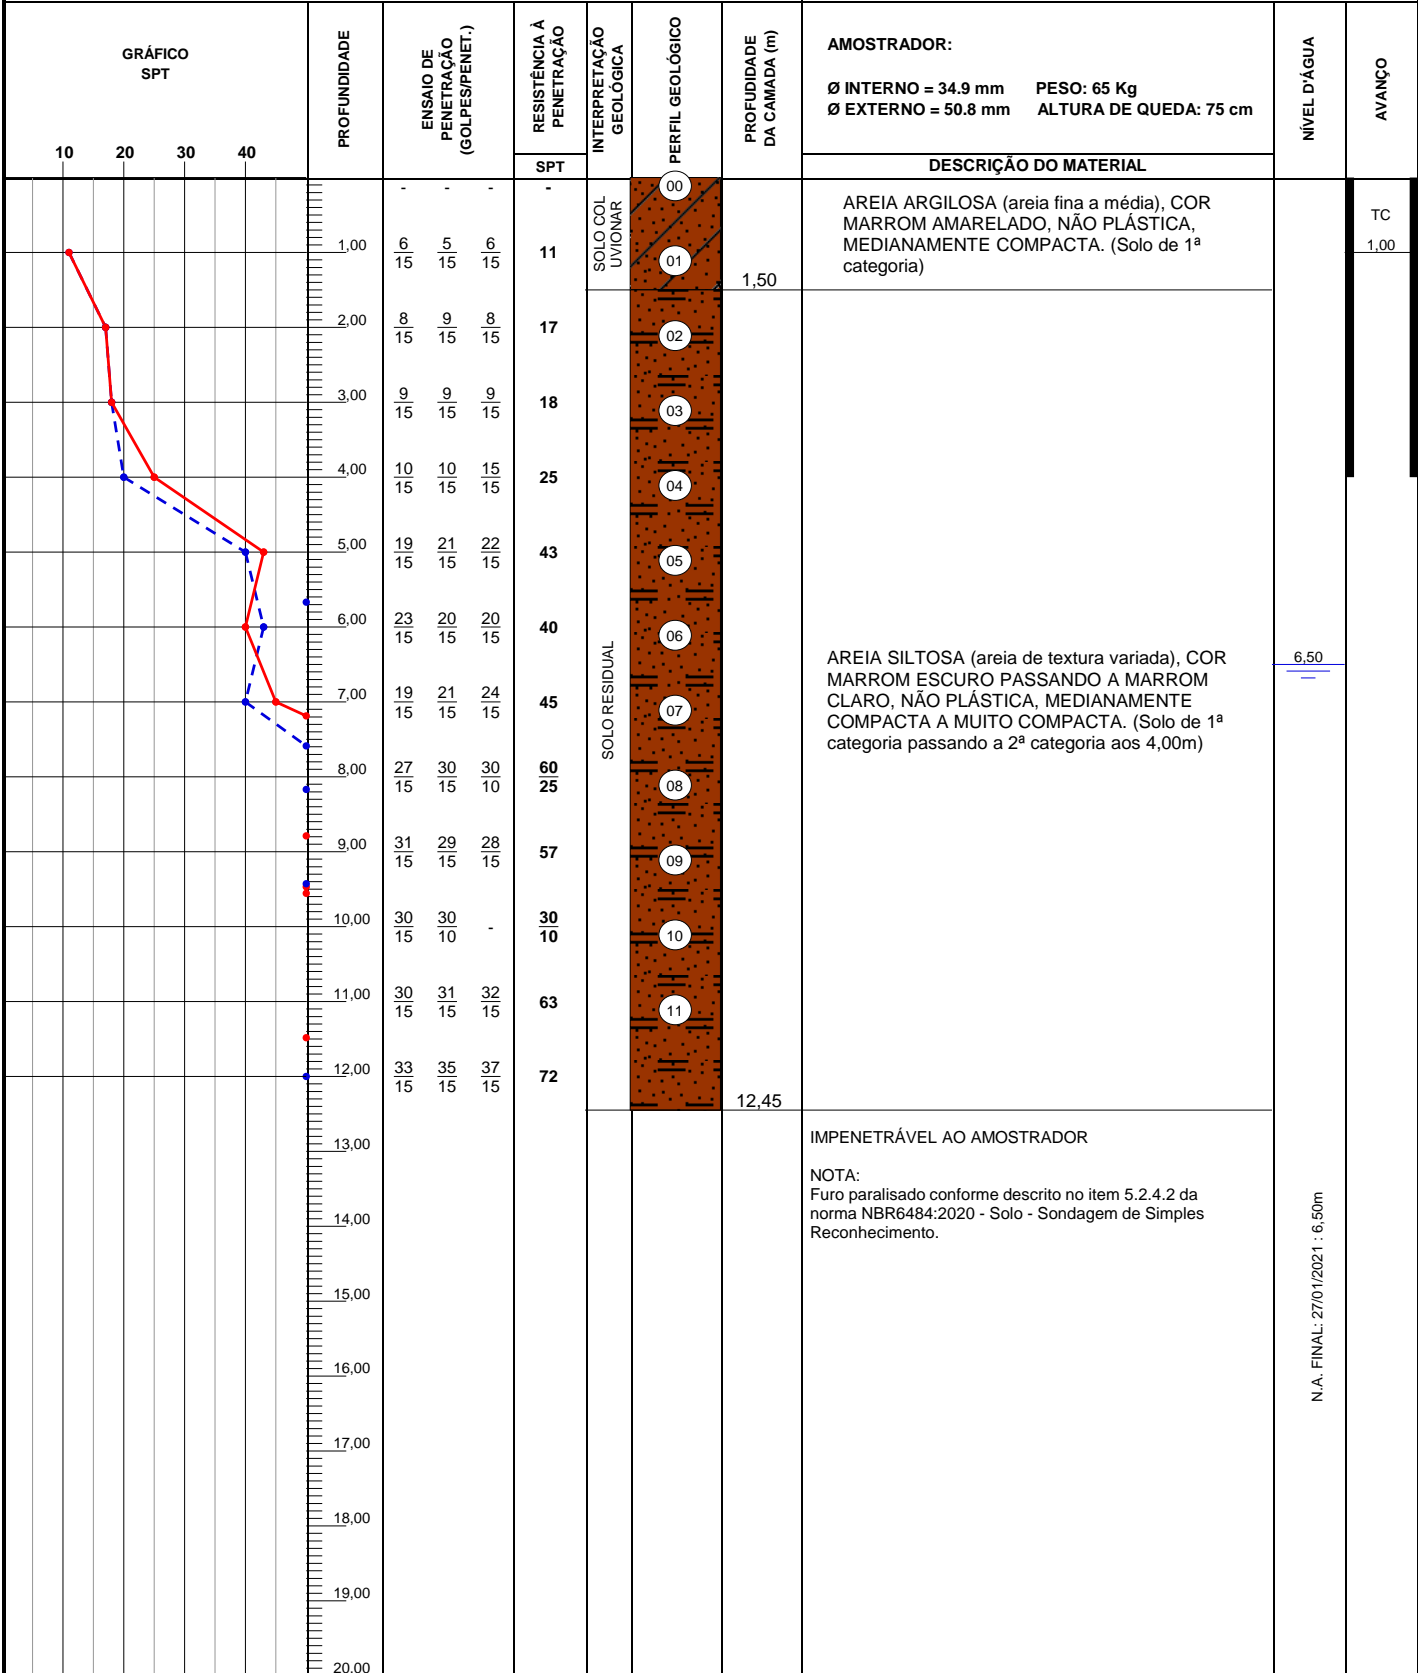 GRÁFICO
SPT
10 20 30 40
PROFUNDIDADE
ENSAIO DE
PENETRAÇÃO
(GOLPES/PENET.)
RESISTÊNCIA À
PENETRAÇÃO
SPT
INTERPRETAÇÃO
GEOLÓGICA
PERFIL GEOLÓGICO
PROFUDIDADE
DA CAMADA (m)
AMOSTRADOR:
Ø INTERNO = 34.9 mm PESO: 65 Kg
Ø EXTERNO = 50.8 mm ALTURA DE QUEDA: 75 cm
DESCRIÇÃO DO MATERIAL
NÍVEL D'ÁGUA
AVANÇO
- - - -
1,00 6/15 5/15 6/15 11
2,00 8/15 9/15 8/15 17
3,00 9/15 9/15 9/15 18
4,00 10/15 10/15 15/15 25
5,00 19/15 21/15 22/15 43
6,00 23/15 20/15 20/15 40
7,00 19/15 21/15 24/15 45
8,00 27/15 30/15 30/10 60/25
9,00 31/15 29/15 28/15 57
10,00 30/15 30/10 - 30/10
11,00 30/15 31/15 32/15 63
12,00 33/15 35/15 37/15 72
13,00
14,00
15,00
16,00
17,00
18,00
19,00
20,00
SOLO COL
UVIONAR
SOLO RESIDUAL
00
01
02
03
04
05
06
07
08
09
10
11
1,50
12,45
AREIA ARGILOSA (areia fina a média), COR
MARROM AMARELADO, NÃO PLÁSTICA,
MEDIANAMENTE COMPACTA. (Solo de 1ª
categoria)
AREIA SILTOSA (areia de textura variada), COR
MARROM ESCURO PASSANDO A MARROM
CLARO, NÃO PLÁSTICA, MEDIANAMENTE
COMPACTA A MUITO COMPACTA. (Solo de 1ª
categoria passando a 2ª categoria aos 4,00m)
IMPENETRÁVEL AO AMOSTRADOR
NOTA:
Furo paralisado conforme descrito no item 5.2.4.2 da
norma NBR6484:2020 - Solo - Sondagem de Simples
Reconhecimento.
6,50
N.A. FINAL: 27/01/2021 : 6,50m
TC
1,00